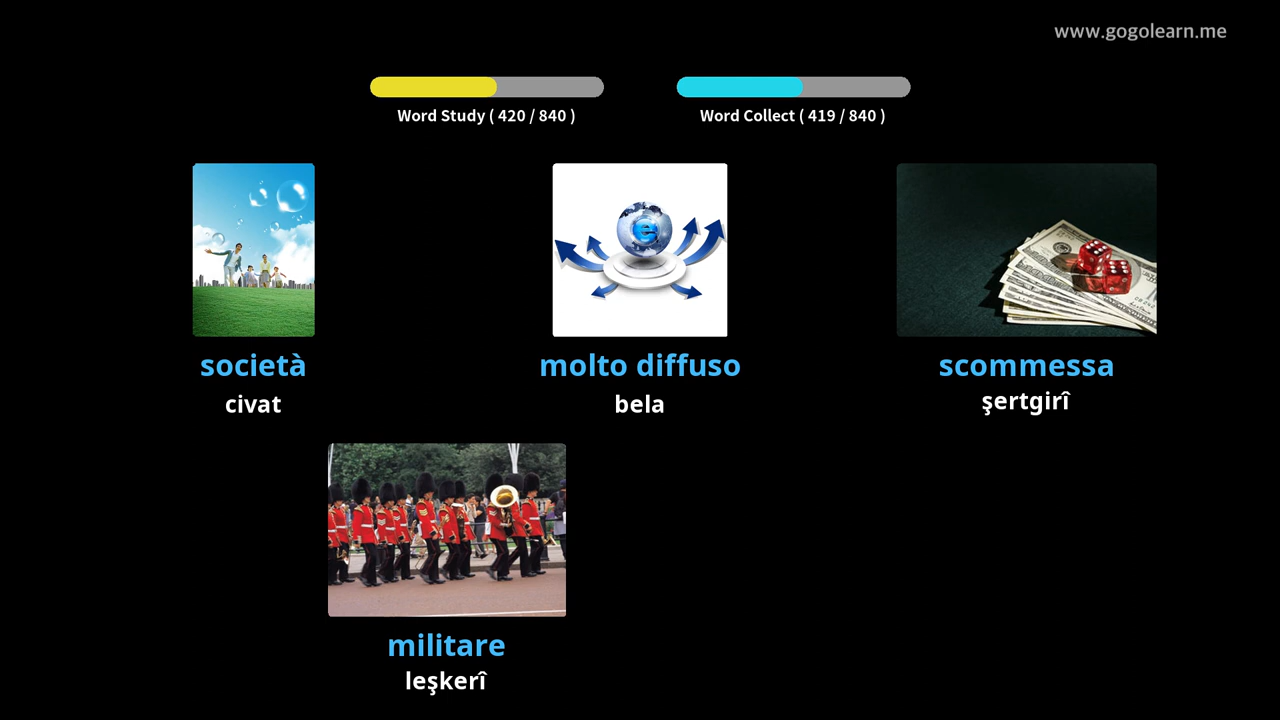 www.gogolearn.me
Word Study ( 420 / 840 )
Word Collect ( 419 / 840 )
società
civat
molto diffuso
bela
scommessa
şertgirî
militare
leşkerî